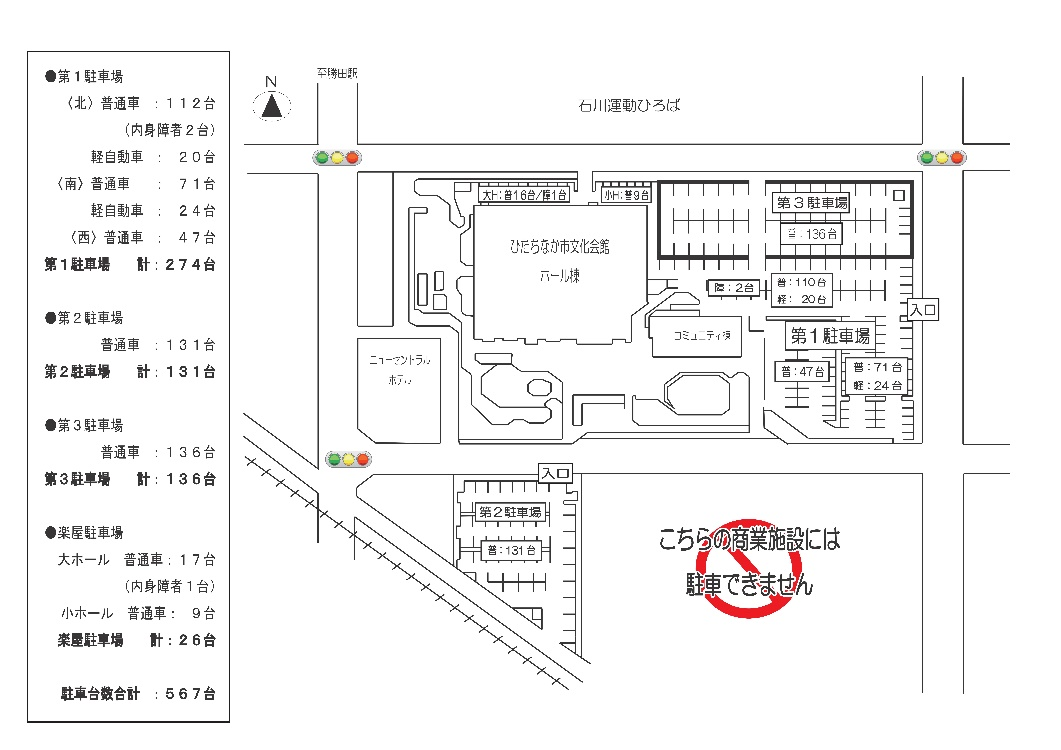 ●第１駐車場
〈北〉普通車　：１１２台
（内身障者２台）
軽自動車　：　２０台
〈南〉普通車　　：　７１台
軽自動車　：　２４台
〈西〉普通車　：　４７台
第１駐車場　　計：２７４台
●第２駐車場
普通車　：１３１台
第２駐車場　　計：１３１台
●第３駐車場
普通車　：１３６台
第３駐車場　　計：１３６台
●楽屋駐車場
大ホール　普通車：１７台
（内身障者１台）
小ホール　普通車：　９台
楽屋駐車場　　計：２６台
駐車台数合計　：５６７台
N
至勝田駅
石川運動ひろば
大H：普16台/障1台
小H：普9台
第３駐車場
普：136台
ひたちなか市文化会館
ホール棟
障：2台
普：110台
軽：20台
入口
コミュニティ棟
第１駐車場
普：47台
普：71台
軽：24台
ニューセントラル
ホテル
入口
第２駐車場
普：131台
こちらの商業施設には
駐車できません